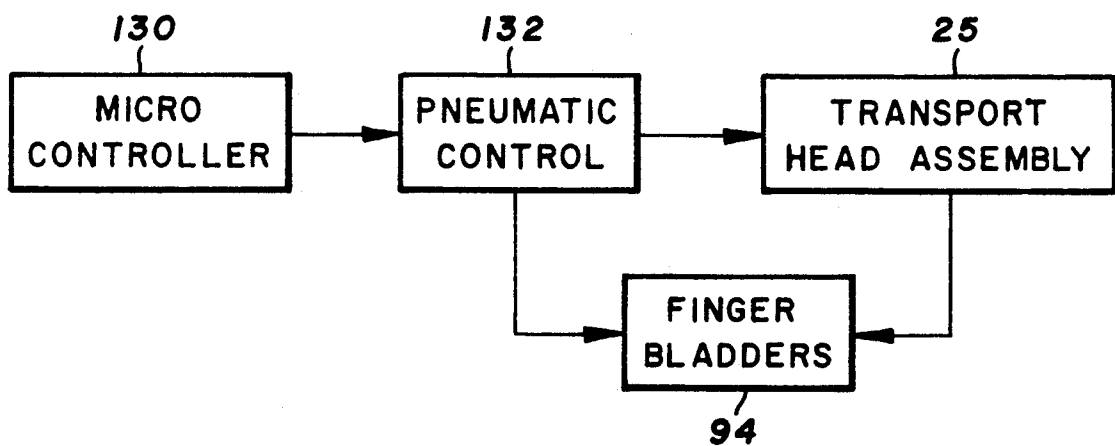 130
132
25
MICRO
CONTROLLER
PNEUMATIC
CONTROL
TRANSPORT
HEAD ASSEMBLY
FINGER
BLADDERS
94